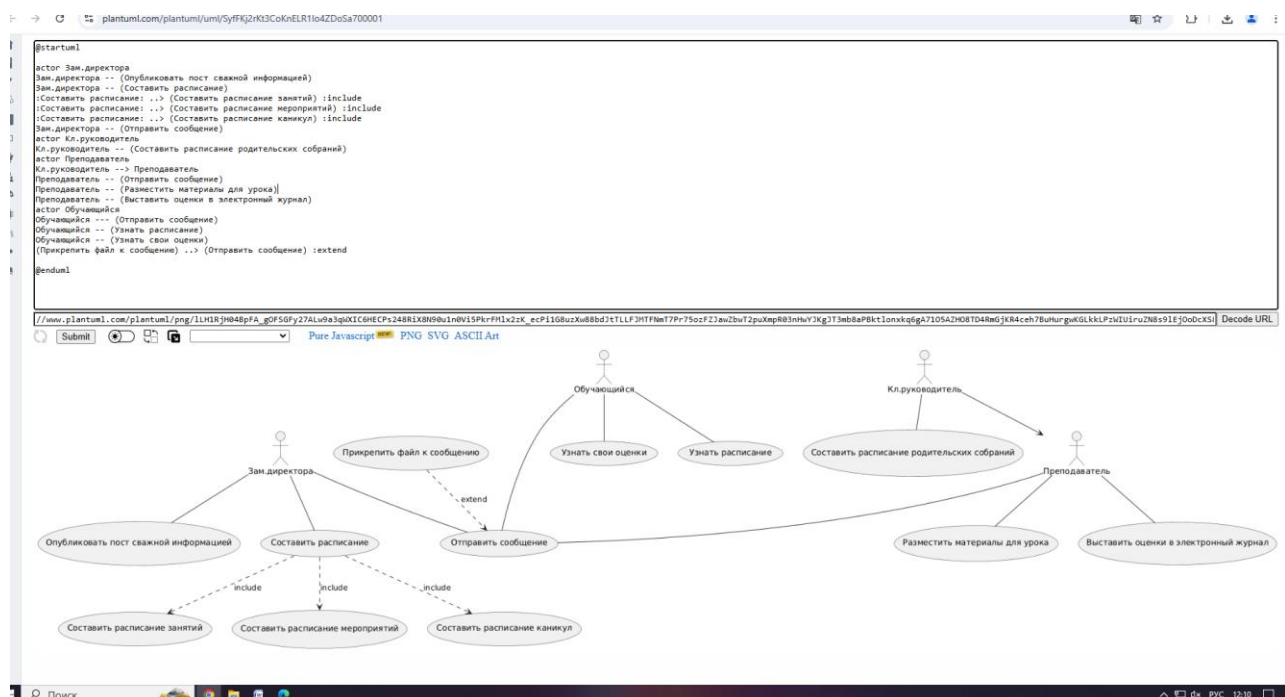 plantuml.com/plantuml/uml/SyfFKj2rKt3CoKnELR1Io4ZDoSa700001
@startuml
actor Зам.директора
Зам.директора -- (Опубликовать пост сважной информацией)
Зам.директора -- (Составить расписание)
:Составить расписание: ..> (Составить расписание занятий) :include
:Составить расписание: ..> (Составить расписание мероприятий) :include
:Составить расписание: ..> (Составить расписание каникул) :include
Зам.директора -- (Отправить сообщение)
actor Кл.руководитель
Кл.руководитель -- (Составить расписание родительских собраний)
actor Преподаватель
Кл.руководитель --> Преподаватель
Преподаватель -- (Отправить сообщение)
Преподаватель -- (Разместить материалы для урока)
Преподаватель -- (Выставить оценки в электронный журнал)
actor Обучающийся
Обучающийся --- (Отправить сообщение)
Обучающийся -- (Узнать расписание)
Обучающийся -- (Узнать свои оценки)
(Прикрепить файл к сообщению) ..> (Отправить сообщение) :extend
@enduml
Decode URL
Submit Pure Javascript NEW! PNG SVG ASCII Art
Обучающийся Кл.руководитель
Прикрепить файл к сообщению Узнать свои оценки Узнать расписание Составить расписание родительских собраний
Зам.директора Преподаватель
extend
Опубликовать пост сважной информацией Составить расписание Отправить сообщение Разместить материалы для урока Выставить оценки в электронный журнал
include include include
Составить расписание занятий Составить расписание мероприятий Составить расписание каникул
Поиск РУС 12:10